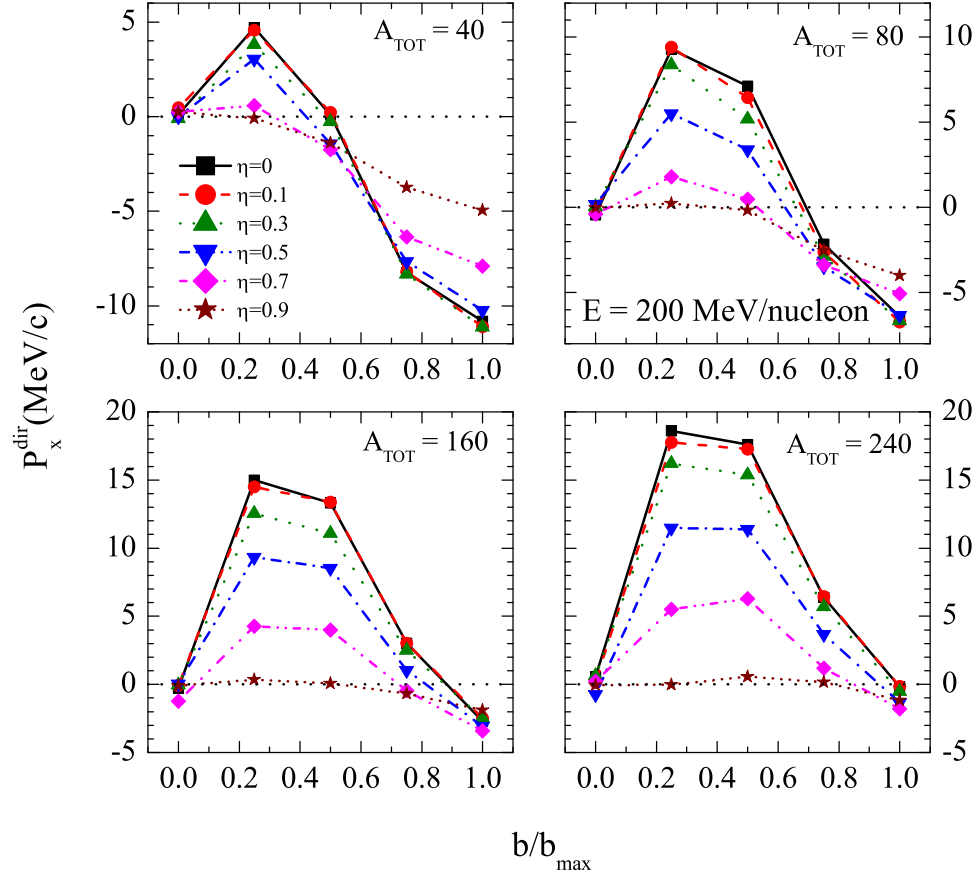 A_TOT = 40
A_TOT = 80
5
0
-5
-10
10
5
0
-5
η=0
η=0.1
η=0.3
η=0.5
η=0.7
η=0.9
E = 200 MeV/nucleon
0.0 0.2 0.4 0.6 0.8 1.0
0.0 0.2 0.4 0.6 0.8 1.0
P_x^dir(MeV/c)
A_TOT = 160
A_TOT = 240
20
15
10
5
0
-5
20
15
10
5
0
-5
0.0 0.2 0.4 0.6 0.8 1.0
0.0 0.2 0.4 0.6 0.8 1.0
b/b_max